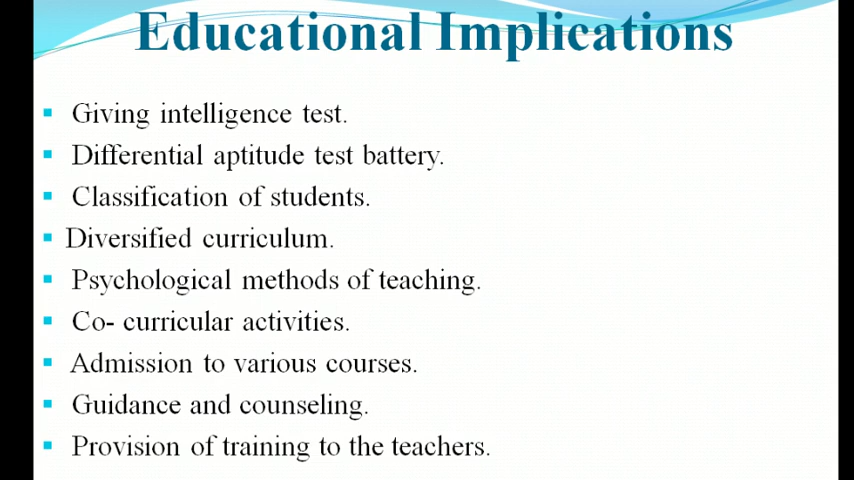 Educational Implications
Giving intelligence test.
Differential aptitude test battery.
Classification of students.
Diversified curriculum.
Psychological methods of teaching.
Co- curricular activities.
Admission to various courses.
Guidance and counseling.
Provision of training to the teachers.